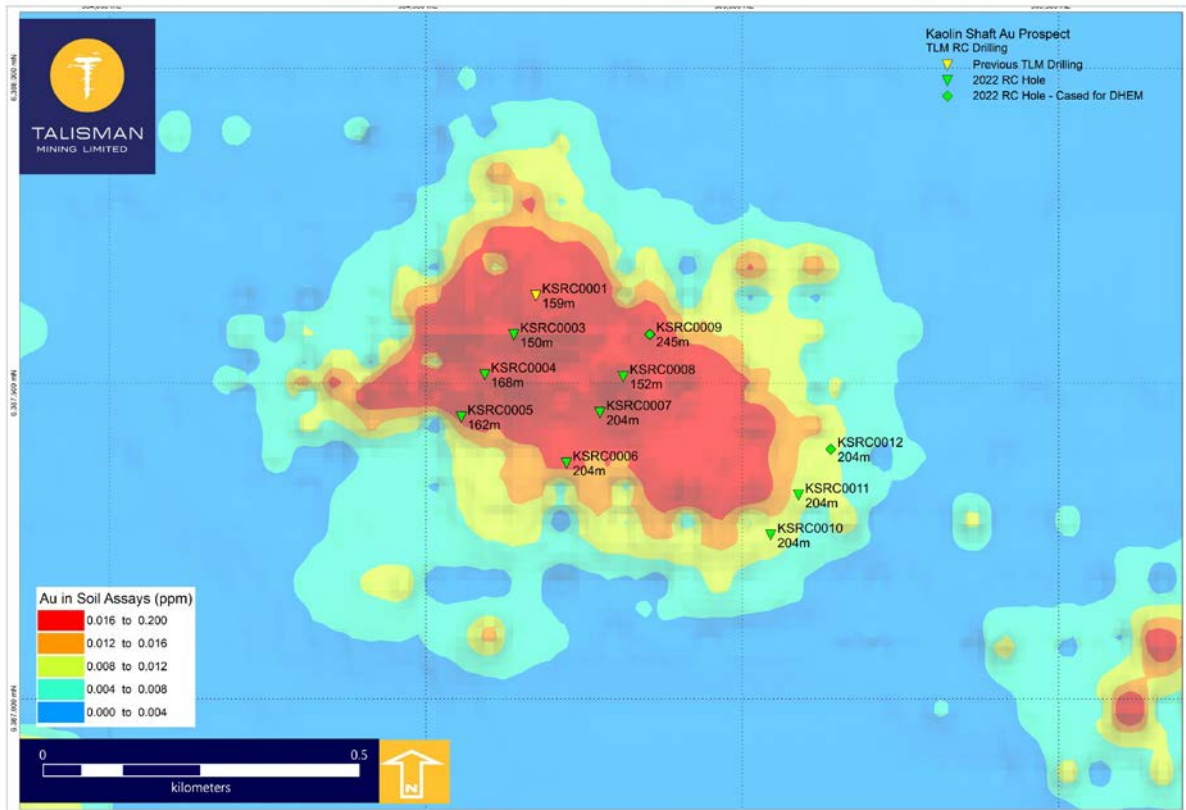 TALISMAN
MINING LIMITED
Kaolin Shaft Au Prospect
TLM RC Drilling
Previous TLM Drilling
2022 RC Hole
2022 RC Hole - Cased for DHEM
KSRC0001
159m
KSRC0003
150m
KSRC0009
245m
KSRC0004
168m
KSRC0008
152m
KSRC0005
162m
KSRC0007
204m
KSRC0006
204m
KSRC0012
204m
KSRC0011
204m
KSRC0010
204m
Au in Soil Assays (ppm)
0.016 to 0.200
0.012 to 0.016
0.008 to 0.012
0.004 to 0.008
0.000 to 0.004
0 0.5
kilometers
N